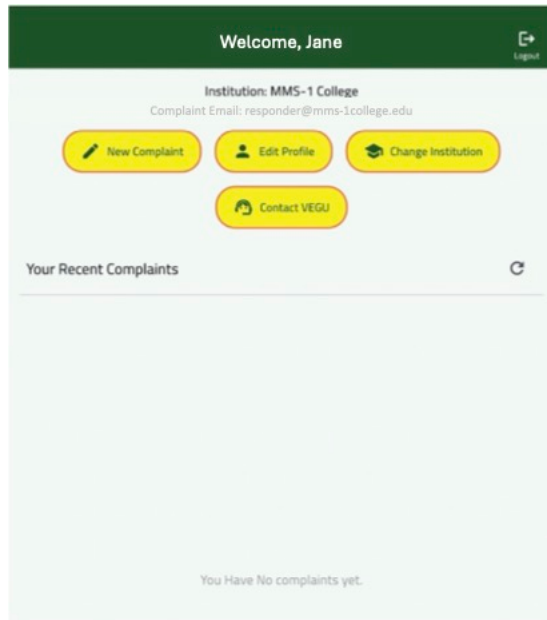 Welcome, Jane
Logout
Institution: MMS-1 College
Complaint Email: responder@mms-1college.edu
New Complaint
Edit Profile
Change Institution
Contact VEGU
Your Recent Complaints
You Have No complaints yet.